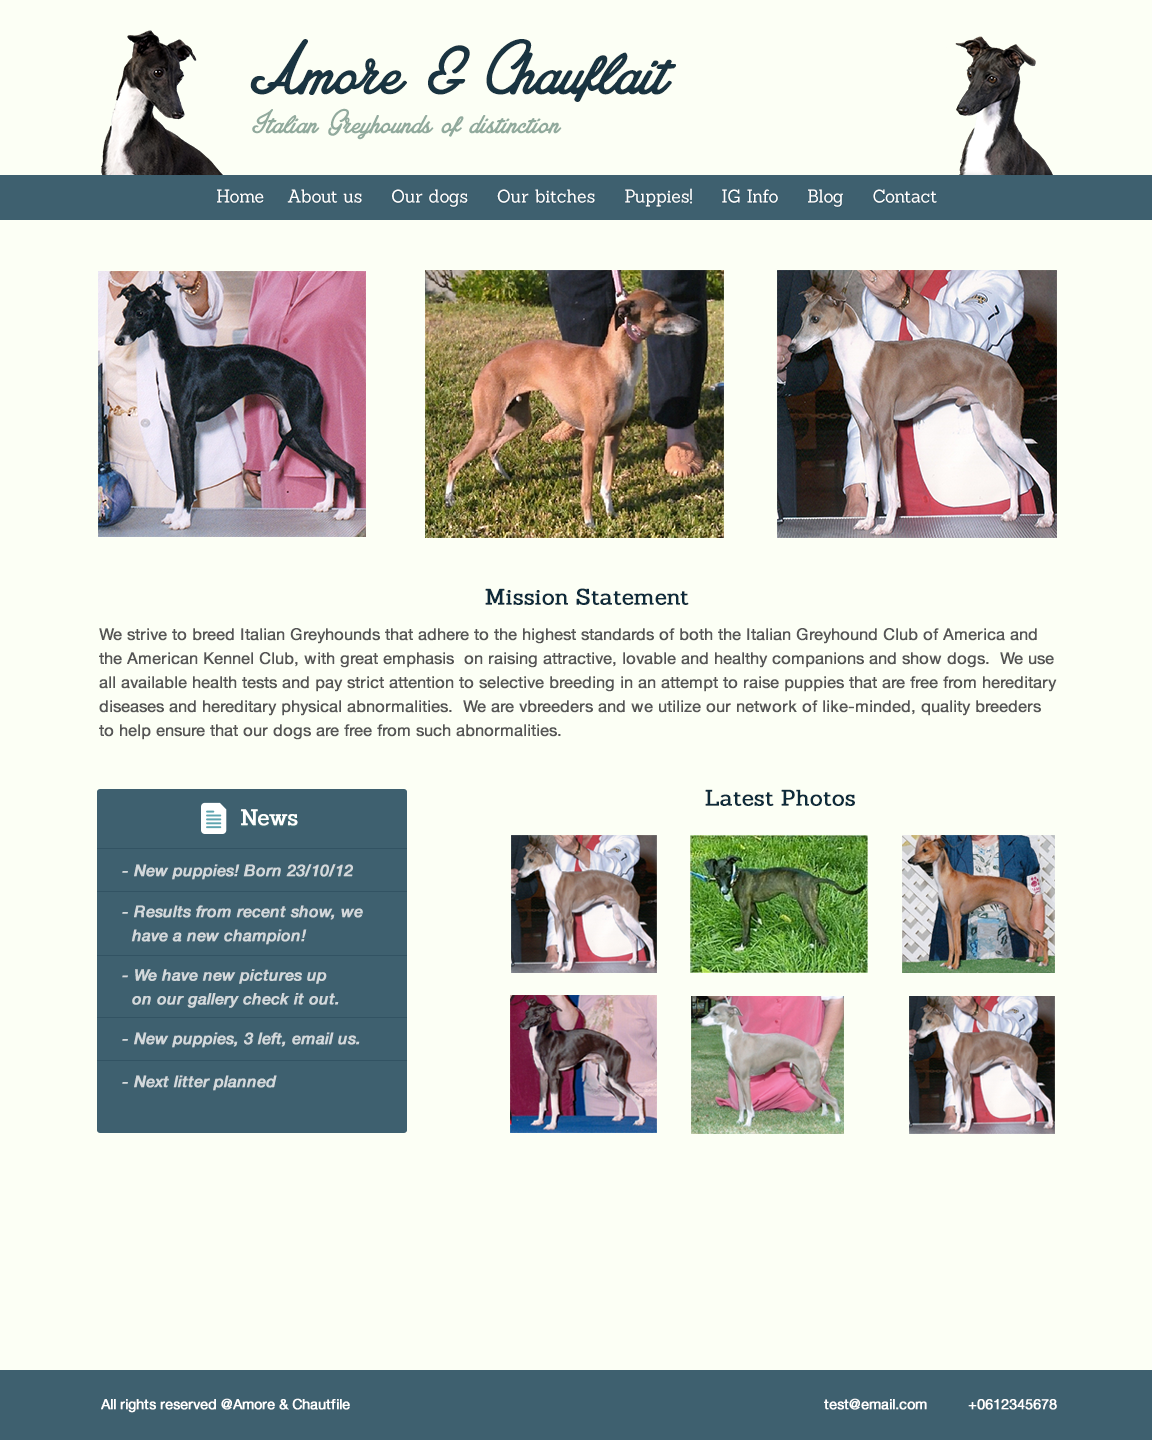 Amore & Chauflait
Italian Greyhounds of distinction
Home About us Our dogs Our bitches Puppies! IG Info Blog Contact
Mission Statement
We strive to breed Italian Greyhounds that adhere to the highest standards of both the Italian Greyhound Club of America and
the American Kennel Club, with great emphasis  on raising attractive, lovable and healthy companions and show dogs.  We use
all available health tests and pay strict attention to selective breeding in an attempt to raise puppies that are free from hereditary
diseases and hereditary physical abnormalities.  We are vbreeders and we utilize our network of like-minded, quality breeders
to help ensure that our dogs are free from such abnormalities.
News
- New puppies! Born 23/10/12
- Results from recent show, we
have a new champion!
- We have new pictures up
on our gallery check it out.
- New puppies, 3 left, email us.
- Next litter planned
Latest Photos
All rights reserved @Amore & Chautfile
test@email.com +0612345678